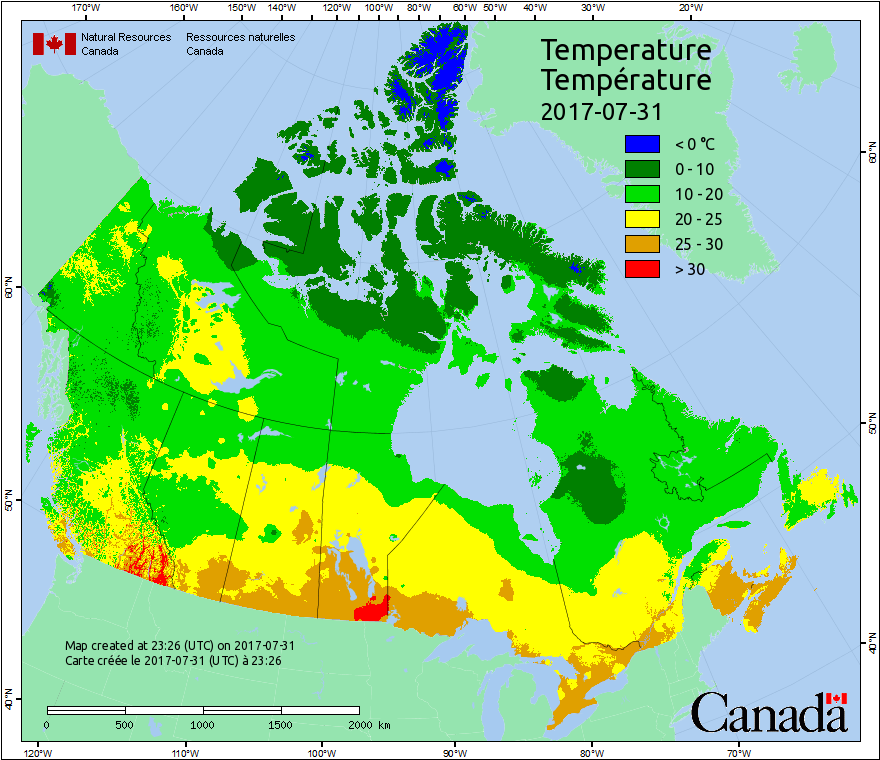 170°W 160°W 150°W 140°W 130°W 120°W 110°W 100°W 80°W 60°W 50°W 40°W 30°W 20°W
Natural Resources Ressources naturelles
Canada Canada
Temperature
Température
2017-07-31
< 0 °C
0 - 10
10 - 20
20 - 25
25 - 30
> 30
60°N
60°N
50°N
50°N
40°N
40°N
Map created at 23:26 (UTC) on 2017-07-31
Carte créée le 2017-07-31 (UTC) à 23:26
0 500 1000 1500 2000 km
Canada
120°W 110°W 100°W 90°W 80°W 70°W